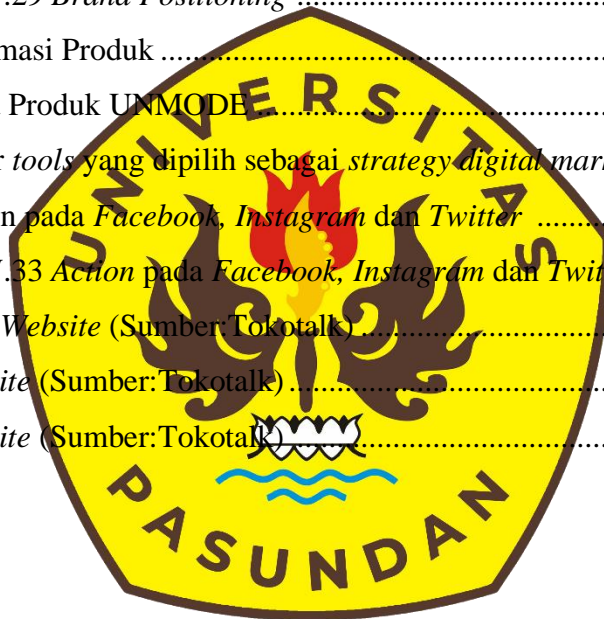 .29 Brand Positioning ........................................
masi Produk ........................................
Produk UNMODE ........................................
r tools yang dipilih sebagai strategy digital mar
n pada Facebook, Instagram dan Twitter ..........
.33 Action pada Facebook, Instagram dan Twit
Website (Sumber:Tokotalk) ........................................
ite (Sumber:Tokotalk) ........................................
ite (Sumber:Tokotalk) ........................................
UNIVERSITAS
PASUNDAN